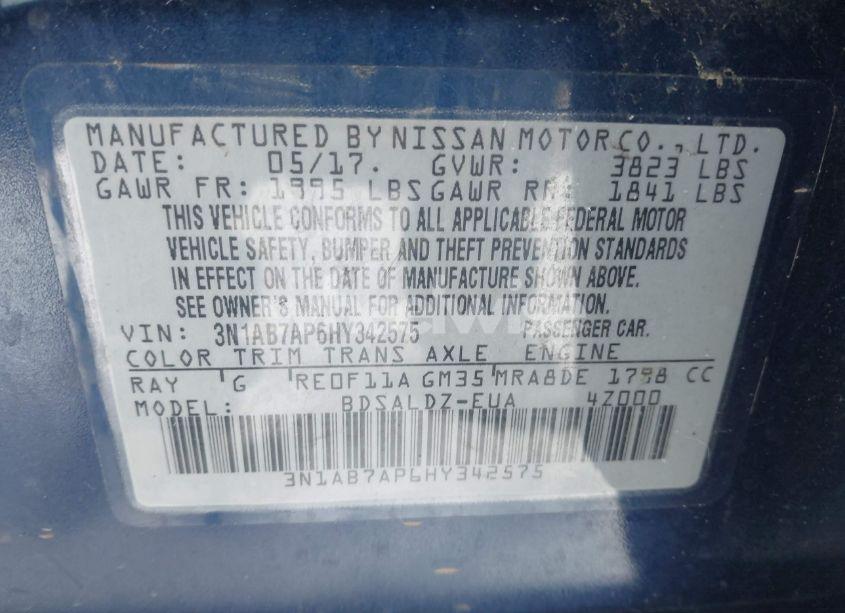 MANUFACTURED BY NISSAN MOTOR CO., LTD.
DATE: 05/17. GVWR: 3823 LBS
GAWR FR: 1995 LBS GAWR RR: 1841 LBS
THIS VEHICLE CONFORMS TO ALL APPLICABLE FEDERAL MOTOR
VEHICLE SAFETY, BUMPER AND THEFT PREVENTION STANDARDS
IN EFFECT ON THE DATE OF MANUFACTURE SHOWN ABOVE.
SEE OWNER'S MANUAL FOR ADDITIONAL INFORMATION.
VIN: 3N1AB7AP6HY342575 PASSENGER CAR.
COLOR TRIM TRANS AXLE ENGINE
RAY G RE0F11A GM35 MRA8DE 1798 CC
MODEL: BDSALDZ-EUA 4Z000
3N1AB7AP6HY342575